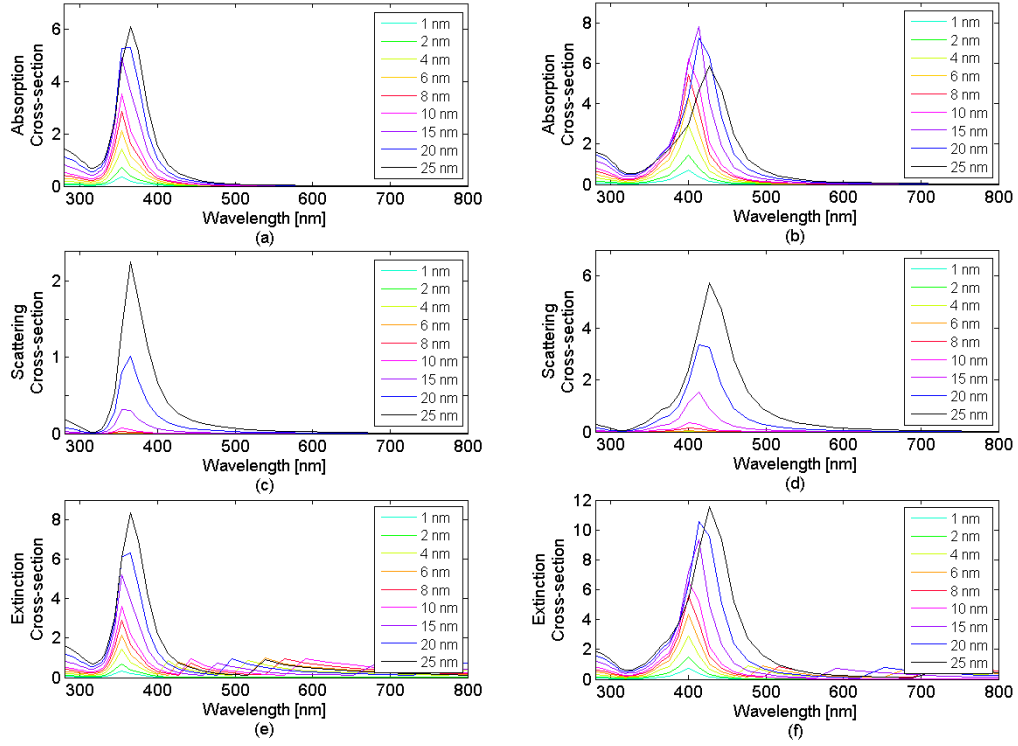 Absorption
Cross-section
6
4
2
0
300 400 500 600 700 800
Wavelength [nm]
(a)
1 nm
2 nm
4 nm
6 nm
8 nm
10 nm
15 nm
20 nm
25 nm
Absorption
Cross-section
8
6
4
2
0
300 400 500 600 700 800
Wavelength [nm]
(b)
1 nm
2 nm
4 nm
6 nm
8 nm
10 nm
15 nm
20 nm
25 nm
Scattering
Cross-section
2
1
0
300 400 500 600 700 800
Wavelength [nm]
(c)
1 nm
2 nm
4 nm
6 nm
8 nm
10 nm
15 nm
20 nm
25 nm
Scattering
Cross-section
6
4
2
0
300 400 500 600 700 800
Wavelength [nm]
(d)
1 nm
2 nm
4 nm
6 nm
8 nm
10 nm
15 nm
20 nm
25 nm
Extinction
Cross-section
8
6
4
2
0
300 400 500 600 700 800
Wavelength [nm]
(e)
1 nm
2 nm
4 nm
6 nm
8 nm
10 nm
15 nm
20 nm
25 nm
Extinction
Cross-section
12
10
8
6
4
2
0
300 400 500 600 700 800
Wavelength [nm]
(f)
1 nm
2 nm
4 nm
6 nm
8 nm
10 nm
15 nm
20 nm
25 nm